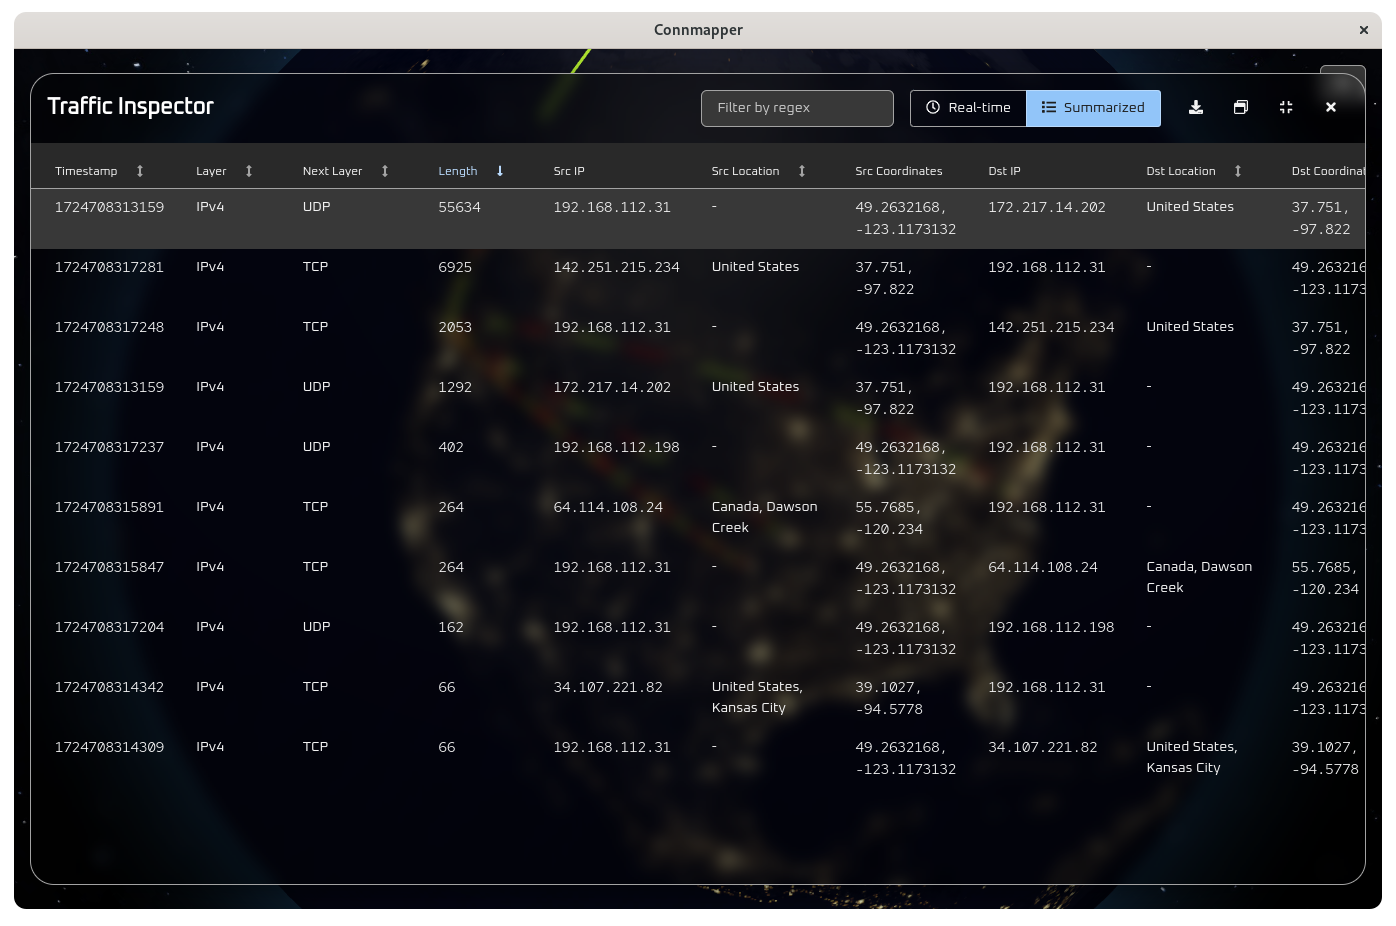 Connmapper
Traffic Inspector Filter by regex Real-time Summarized
Timestamp Layer Next Layer Length Src IP Src Location Src Coordinates Dst IP Dst Location Dst Coordinat
1724708313159 IPv4 UDP 55634 192.168.112.31 - 49.2632168, 172.217.14.202 United States 37.751,
-123.1173132 -97.822
1724708317281 IPv4 TCP 6925 142.251.215.234 United States 37.751, 192.168.112.31 - 49.263216
-97.822 -123.1173
1724708317248 IPv4 TCP 2053 192.168.112.31 - 49.2632168, 142.251.215.234 United States 37.751,
-123.1173132 -97.822
1724708313159 IPv4 UDP 1292 172.217.14.202 United States 37.751, 192.168.112.31 - 49.263216
-97.822 -123.1173
1724708317237 IPv4 UDP 402 192.168.112.198 - 49.2632168, 192.168.112.31 - 49.263216
-123.1173132 -123.1173
1724708315891 IPv4 TCP 264 64.114.108.24 Canada, Dawson 55.7685, 192.168.112.31 - 49.263216
Creek -120.234 -123.1173
1724708315847 IPv4 TCP 264 192.168.112.31 - 49.2632168, 64.114.108.24 Canada, Dawson 55.7685,
-123.1173132 Creek -120.234
1724708317204 IPv4 UDP 162 192.168.112.31 - 49.2632168, 192.168.112.198 - 49.263216
-123.1173132 -123.1173
1724708314342 IPv4 TCP 66 34.107.221.82 United States, 39.1027, 192.168.112.31 - 49.263216
Kansas City -94.5778 -123.1173
1724708314309 IPv4 TCP 66 192.168.112.31 - 49.2632168, 34.107.221.82 United States, 39.1027,
-123.1173132 Kansas City -94.5778